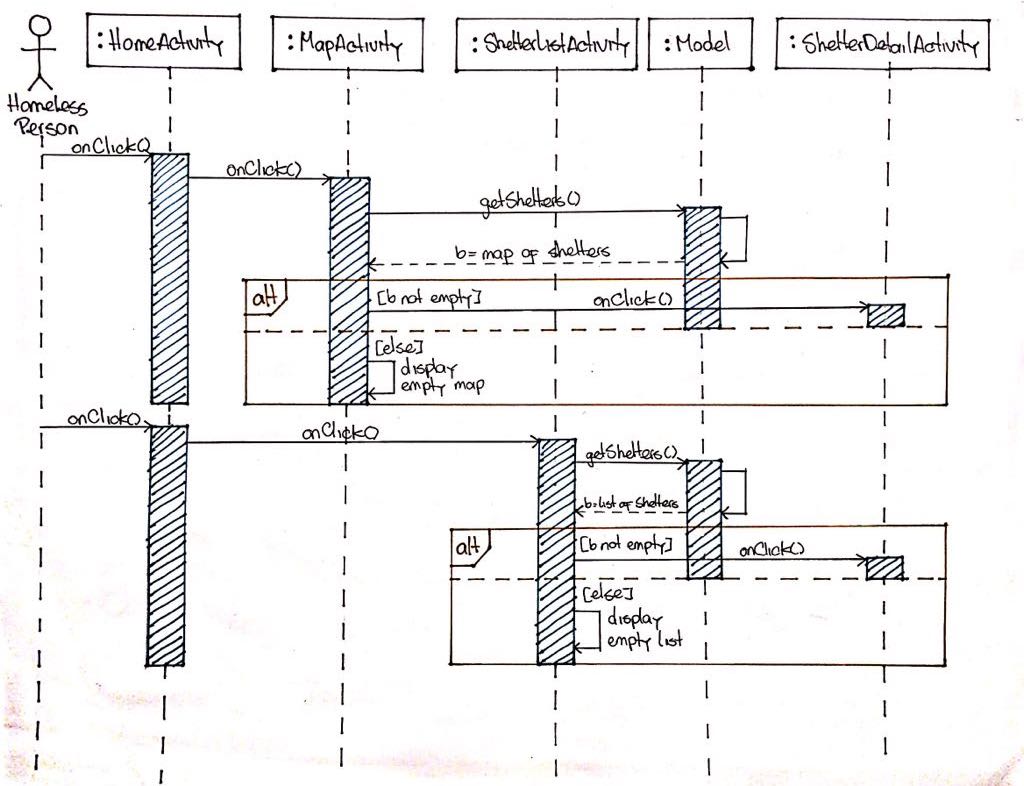 :HomeActivity
:MapActivity
:ShelterListActivity
:Model
:ShelterDetailActivity
Homeless
Person
onClick()
onClick()
getShelters()
b= map of shelters
alt
[b not empty]
onClick()
[else]
display
empty map
onClick()
onClick()
getShelters()
b=list of shelters
alt
[b not empty]
onClick()
[else]
display
empty list